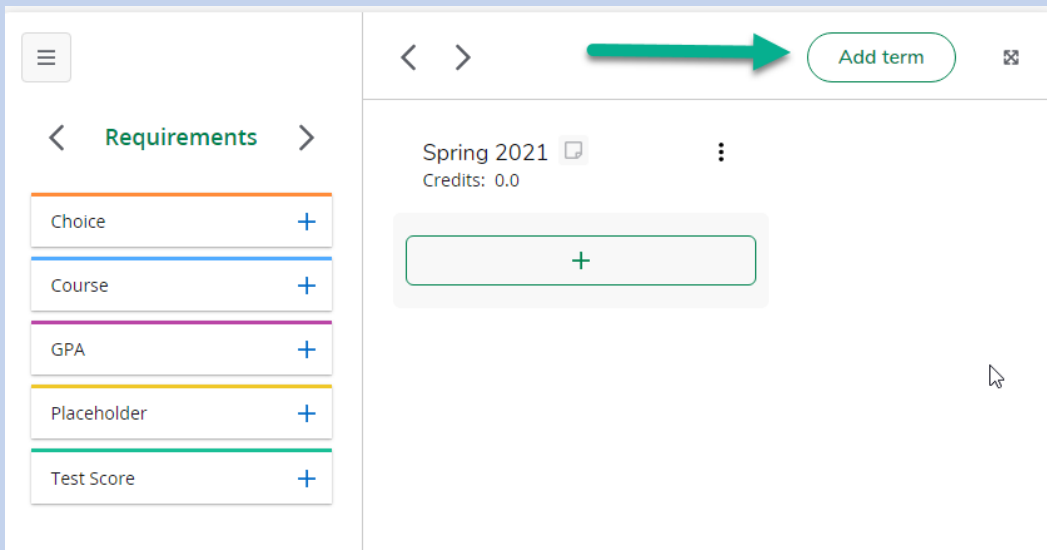 Add term
Requirements
Choice
Course
GPA
Placeholder
Test Score
Spring 2021
Credits: 0.0